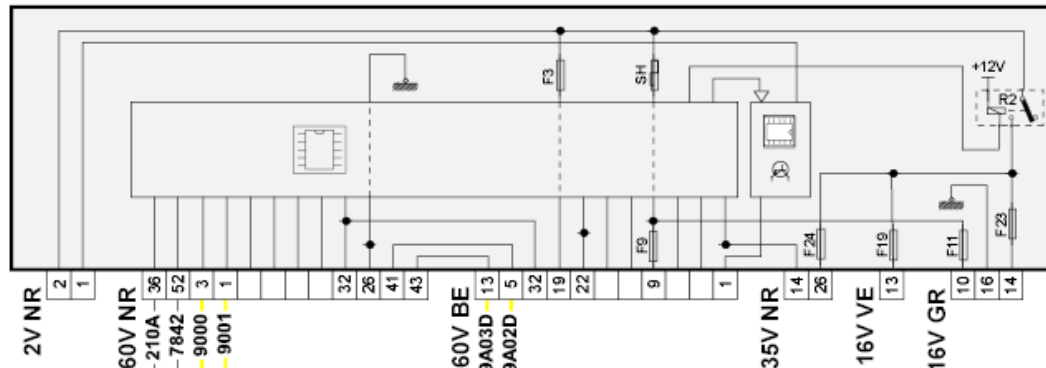 +12V
R2
F3
SH
F9
F24
F19
F11
F23
2V NR 2 1
60V NR 36 52 3 1 32 26 41 43
60V BE 13 5 32 19 22 9 1
35V NR 14 26
16V VE 13
16V GR 10 16 14
210A
7842
9000
9001
9A03D
9A02D